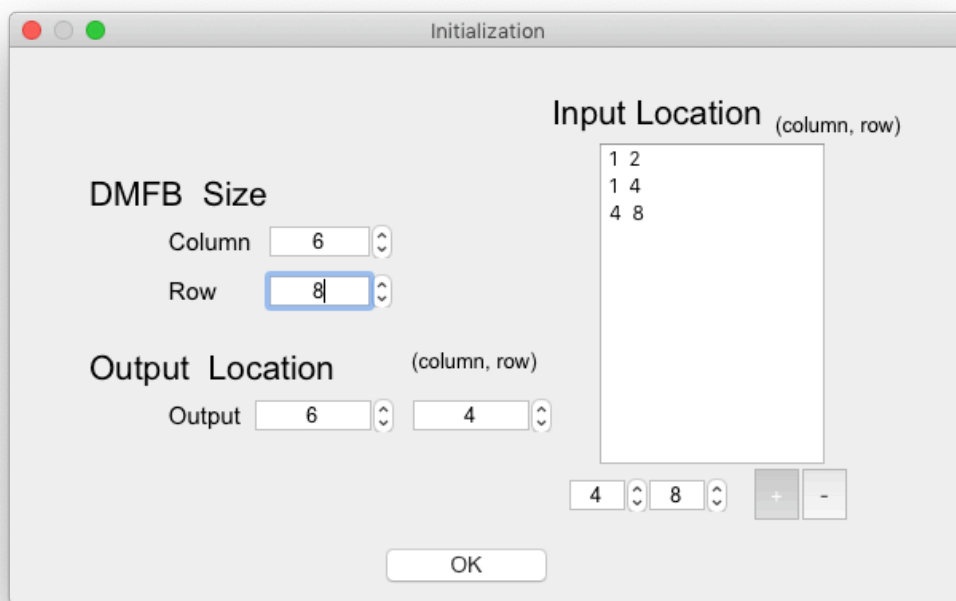 Initialization
Input Location (column, row)
1 2
1 4
4 8
DMFB Size
Column 6
Row 8
Output Location (column, row)
Output 6 4
4 8 + -
OK